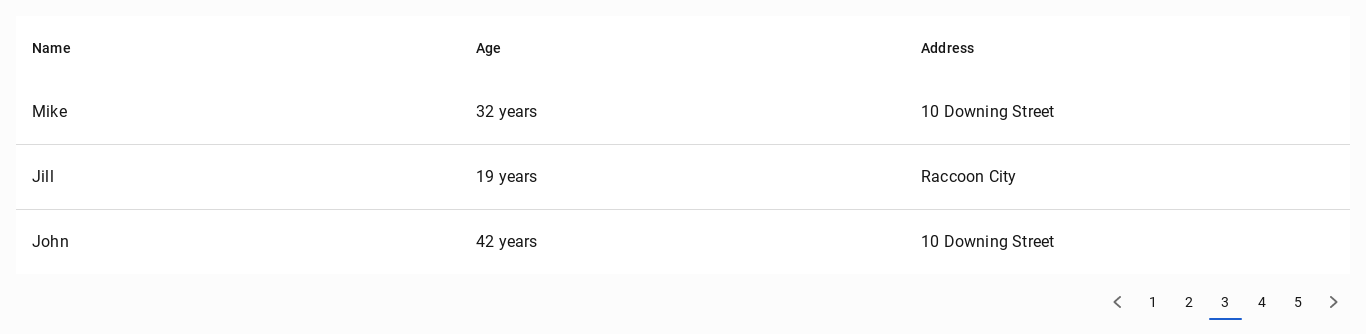 Name Age Address
Mike 32 years 10 Downing Street
Jill 19 years Raccoon City
John 42 years 10 Downing Street
1 2 3 4 5